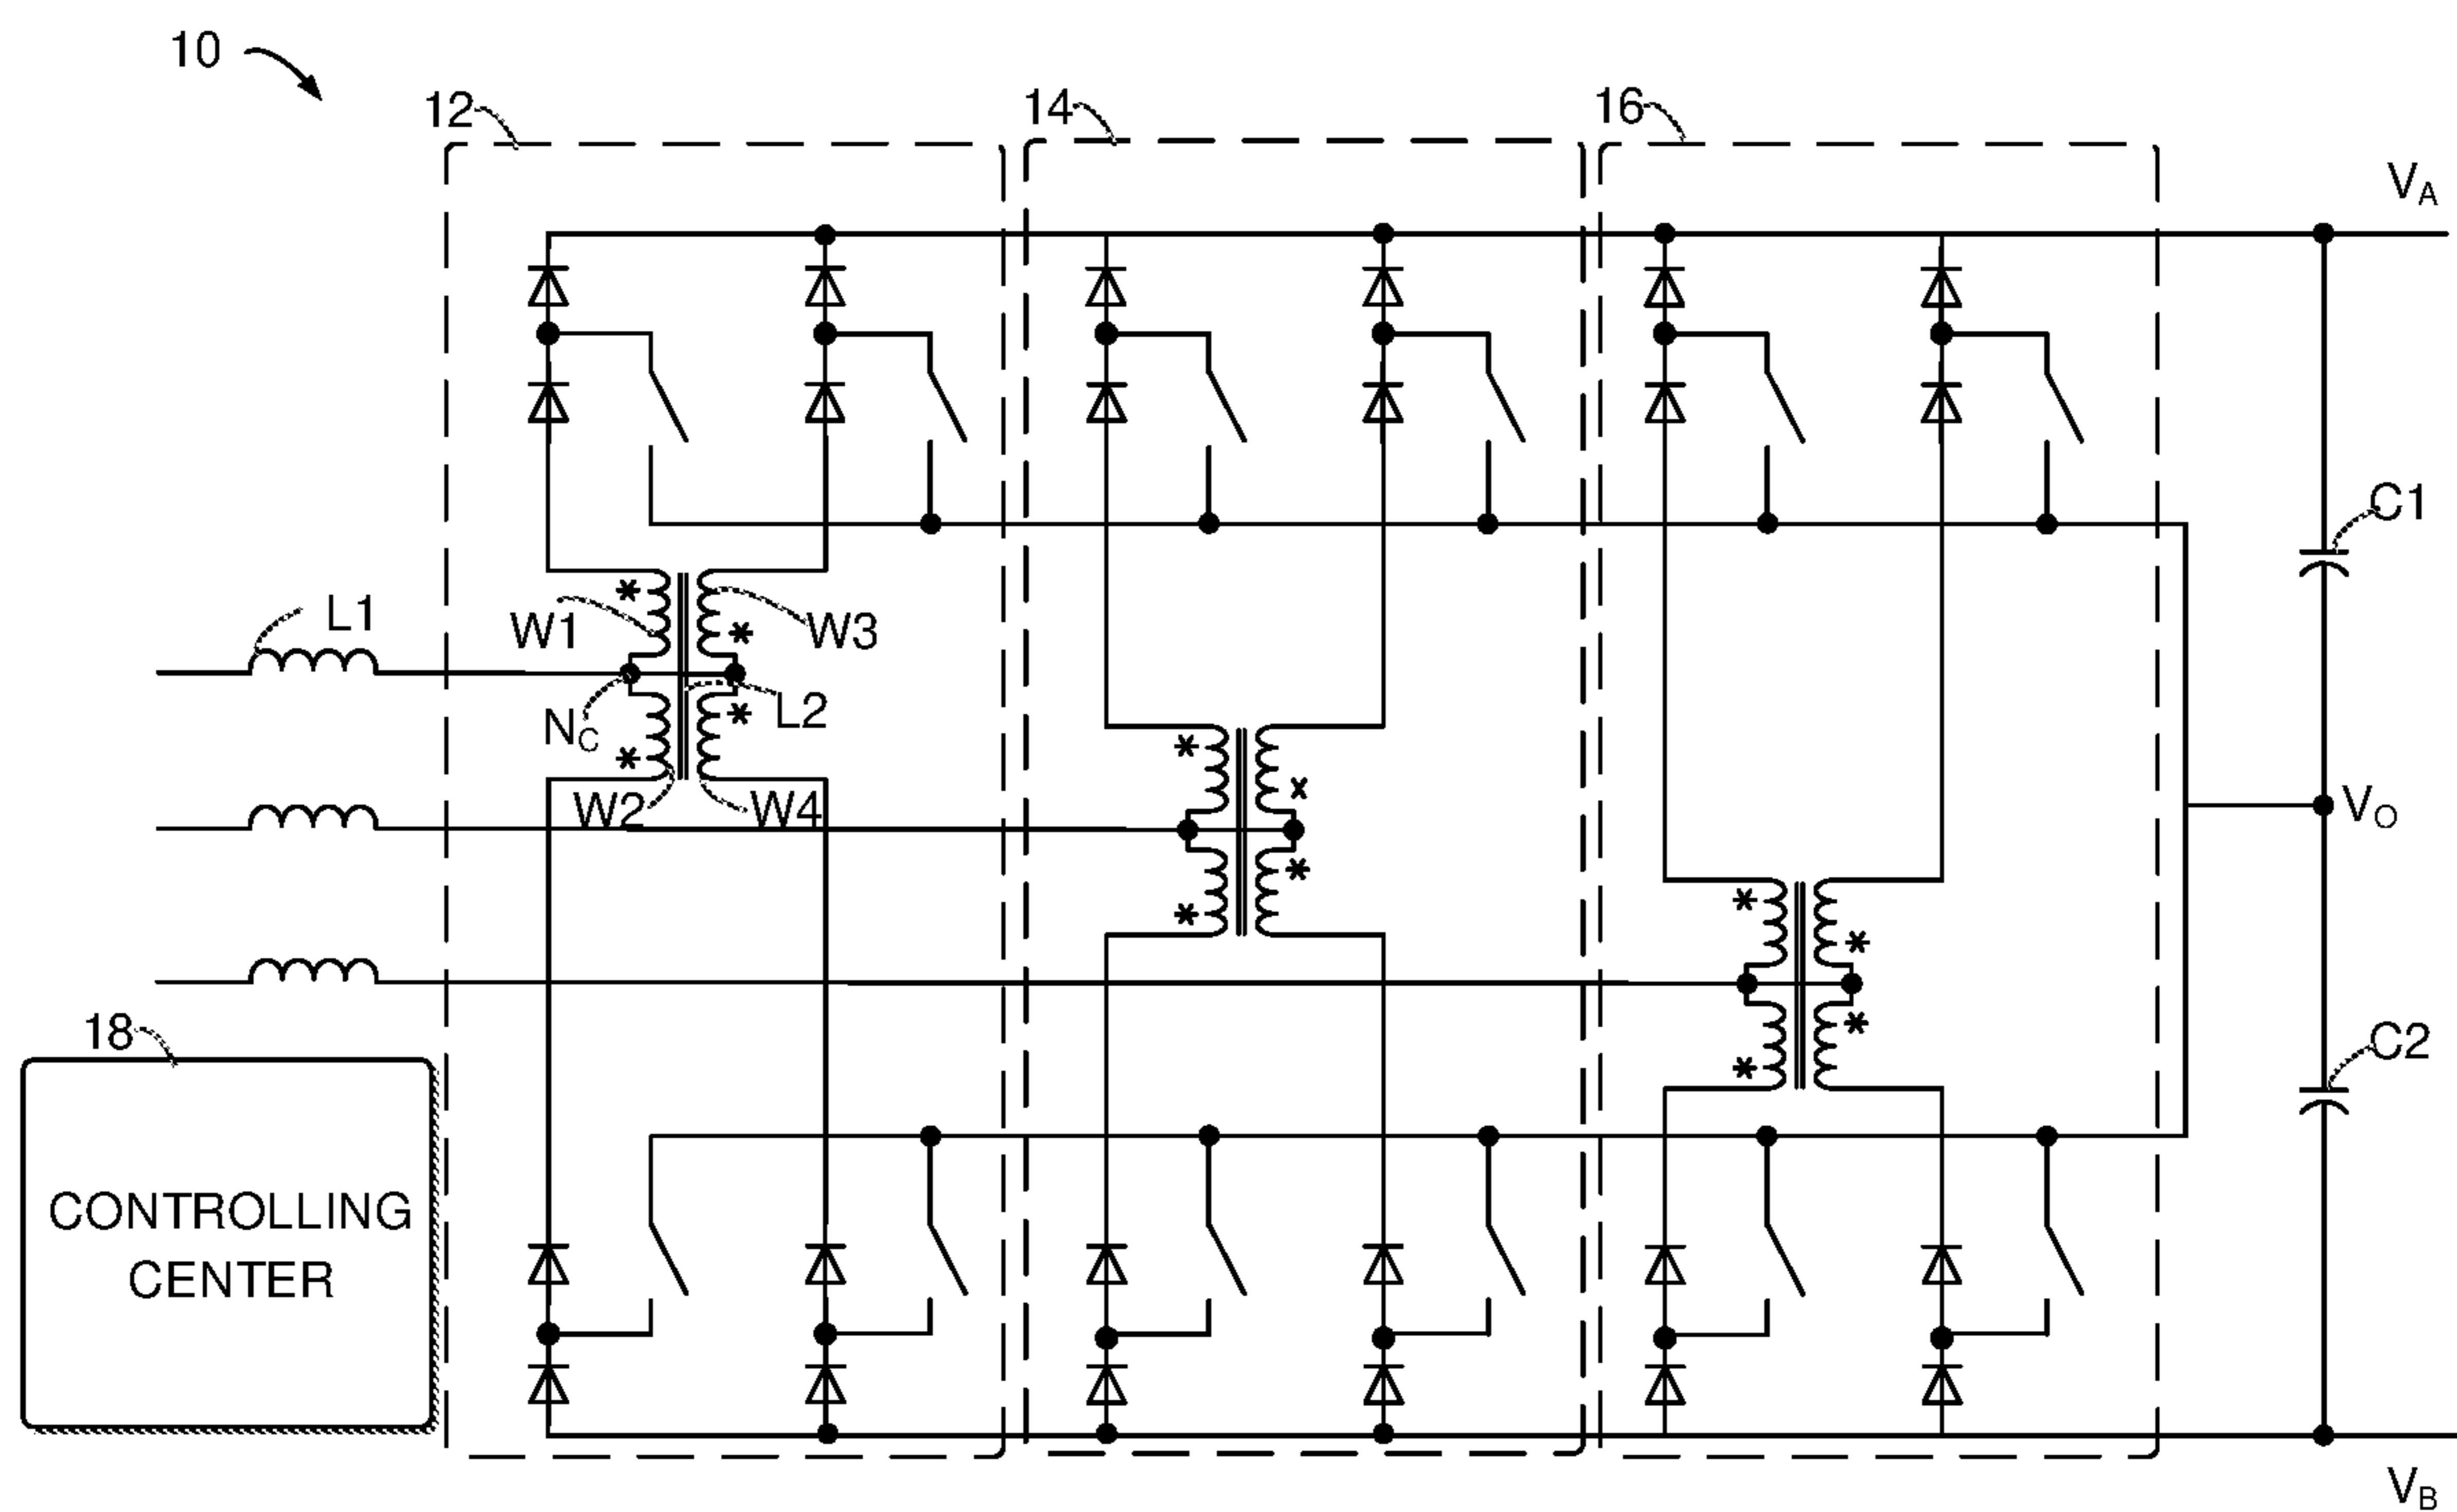 10
12
14
16
VA
C1
L1
W1
W3
NC
L2
W2
W4
VO
18
C2
CONTROLLING
CENTER
VB